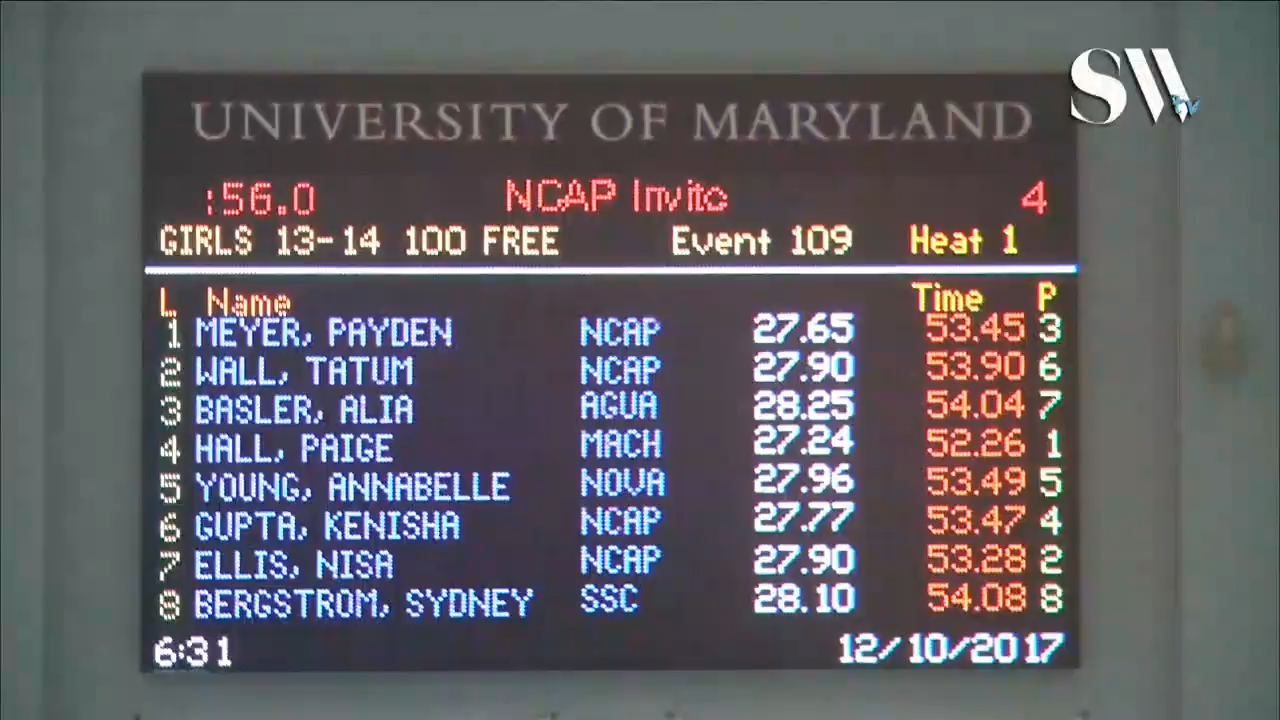 SW TV
UNIVERSITY OF MARYLAND
:56.0 NCAP Invitc 4
GIRLS 13-14 100 FREE Event 109 Heat 1
L Name Time P
1 MEYER, PAYDEN NCAP 27.65 53.45 3
2 WALL, TATUM NCAP 27.90 53.90 6
3 BASLER, ALIA AGUA 28.25 54.04 7
4 HALL, PAIGE MACH 27.24 52.26 1
5 YOUNG, ANNABELLE NOVA 27.96 53.49 5
6 GUPTA, KENISHA NCAP 27.77 53.47 4
7 ELLIS, NISA NCAP 27.90 53.28 2
8 BERGSTROM, SYDNEY SSC 28.10 54.08 8
6:31 12/10/2017